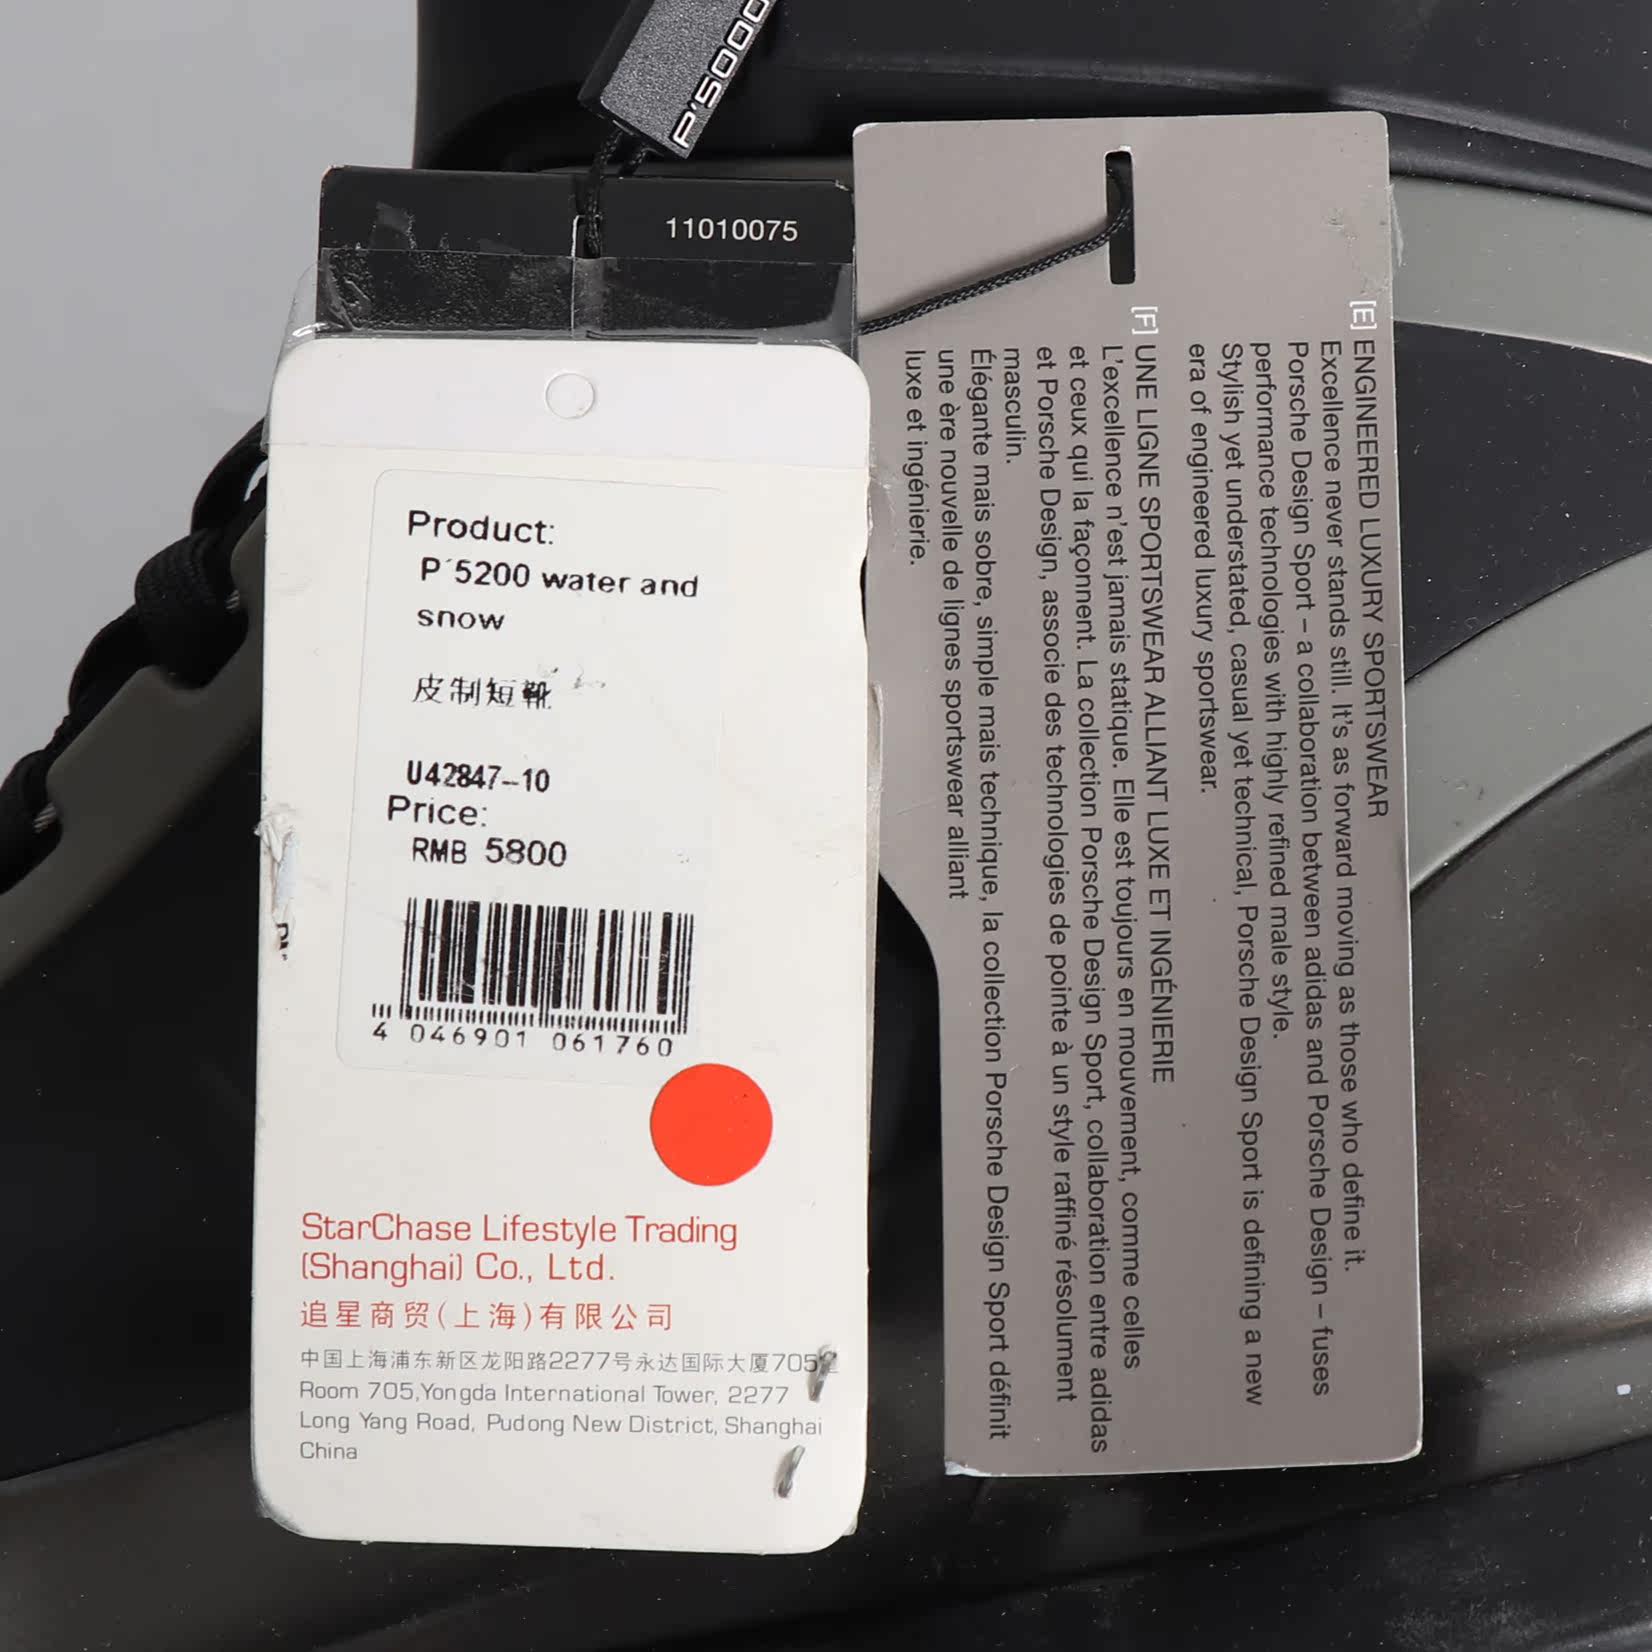 P'5000
11010075
Product:
P´5200 water and
snow
皮制短靴
U42847--10
Price:
RMB 5800
4 046901 061760
StarChase Lifestyle Trading
(Shanghai) Co., Ltd.
追星商贸(上海)有限公司
中国上海浦东新区龙阳路2277号永达国际大厦705
Room 705,Yongda International Tower, 2277
Long Yang Road, Pudong New District, Shanghai
China
[E] ENGINEERED LUXURY SPORTSWEAR
Excellence never stands still. It's as forward moving as those who define it.
Porsche Design Sport – a collaboration between adidas and Porsche Design – fuses
performance technologies with highly refined male style.
Stylish yet understated, casual yet technical, Porsche Design Sport is defining a new
era of engineered luxury sportswear.
[F] UNE LIGNE SPORTSWEAR ALLIANT LUXE ET INGÉNIERIE
L'excellence n'est jamais statique. Elle est toujours en mouvement, comme celles
et ceux qui la façonnent. La collection Porsche Design Sport, collaboration entre adidas
et Porsche Design, associe des technologies de pointe à un style raffiné résolument
masculin.
Élégante mais sobre, simple mais technique, la collection Porsche Design Sport définit
une ère nouvelle de lignes sportswear alliant
luxe et ingénierie.